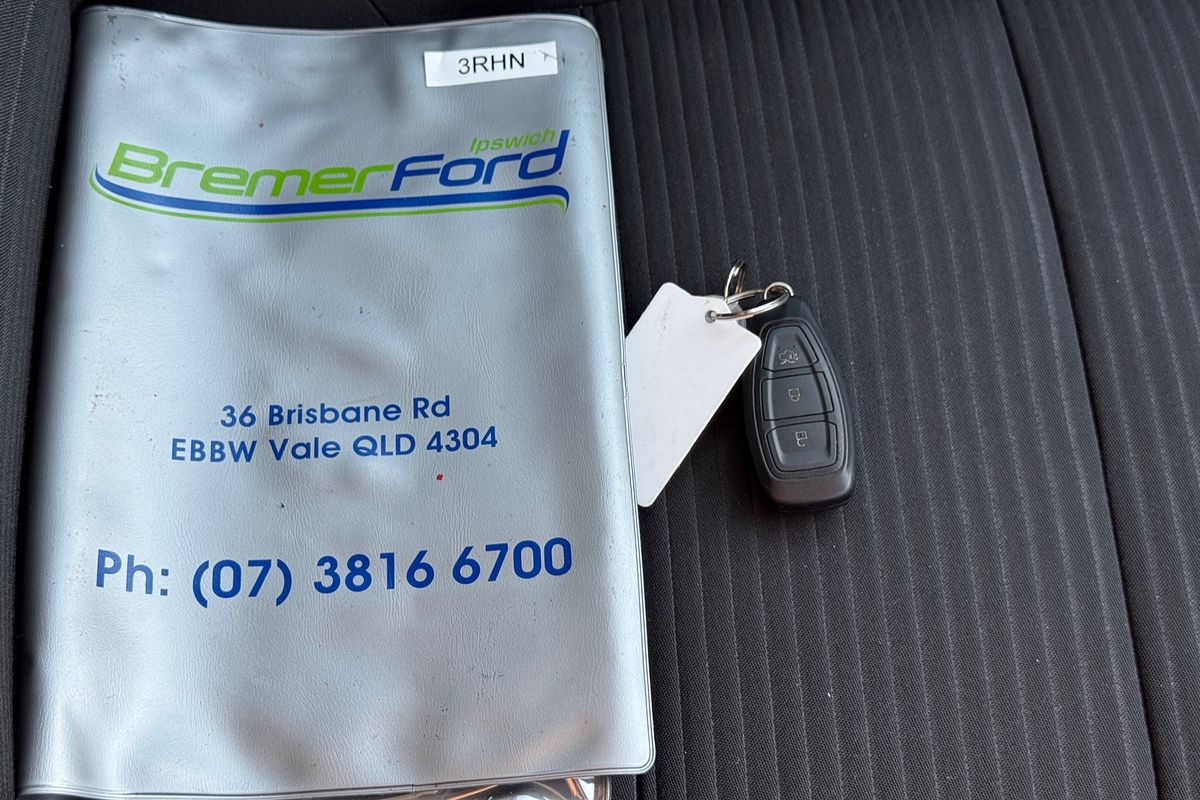 3RHN
Ipswich
BremerFord
36 Brisbane Rd
EBBW Vale QLD 4304
Ph: (07) 3816 6700